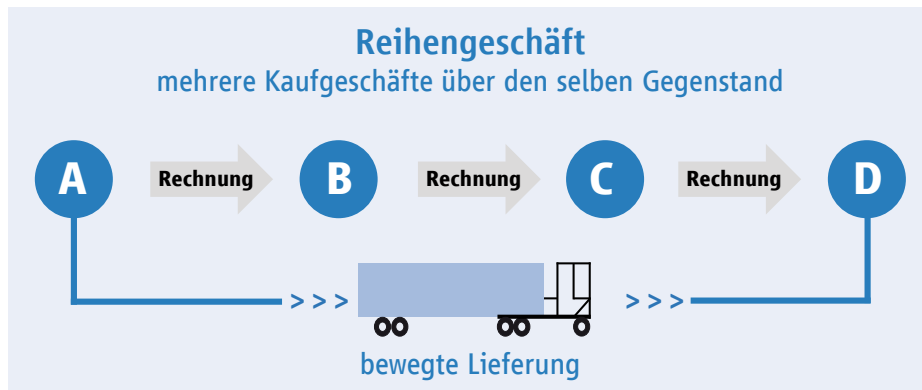 Reihengeschäft
mehrere Kaufgeschäfte über den selben Gegenstand
A Rechnung B Rechnung C Rechnung D
> > > > > >
bewegte Lieferung